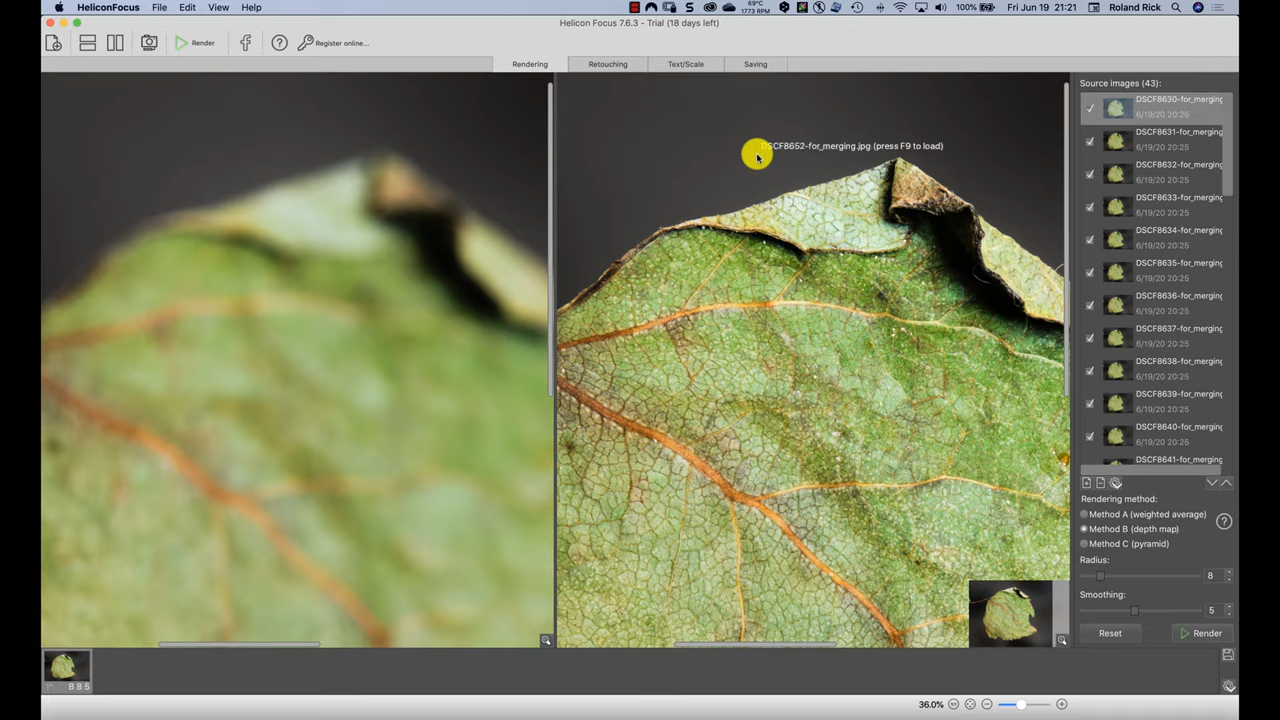 HeliconFocus File Edit View Help
69°C
1773 RPM
100% Fri Jun 19 21:21 Roland Rick
Helicon Focus 7.6.3 - Trial (18 days left)
Render
Register online...
Rendering
Retouching
Text/Scale
Saving
DSCF8652-for_merging.jpg (press F9 to load)
Source images (43):
DSCF8630-for_merging
6/19/20 20:25
DSCF8631-for_merging
6/19/20 20:25
DSCF8632-for_merging
6/19/20 20:25
DSCF8633-for_merging
6/19/20 20:25
DSCF8634-for_merging
6/19/20 20:25
DSCF8635-for_merging
6/19/20 20:25
DSCF8636-for_merging
6/19/20 20:25
DSCF8637-for_merging
6/19/20 20:25
DSCF8638-for_merging
6/19/20 20:25
DSCF8639-for_merging
6/19/20 20:25
DSCF8640-for_merging
6/19/20 20:25
DSCF8641-for_merging
Rendering method:
Method A (weighted average)
Method B (depth map)
Method C (pyramid)
Radius:
8
Smoothing:
5
Reset
Render
B 8 5
36.0%